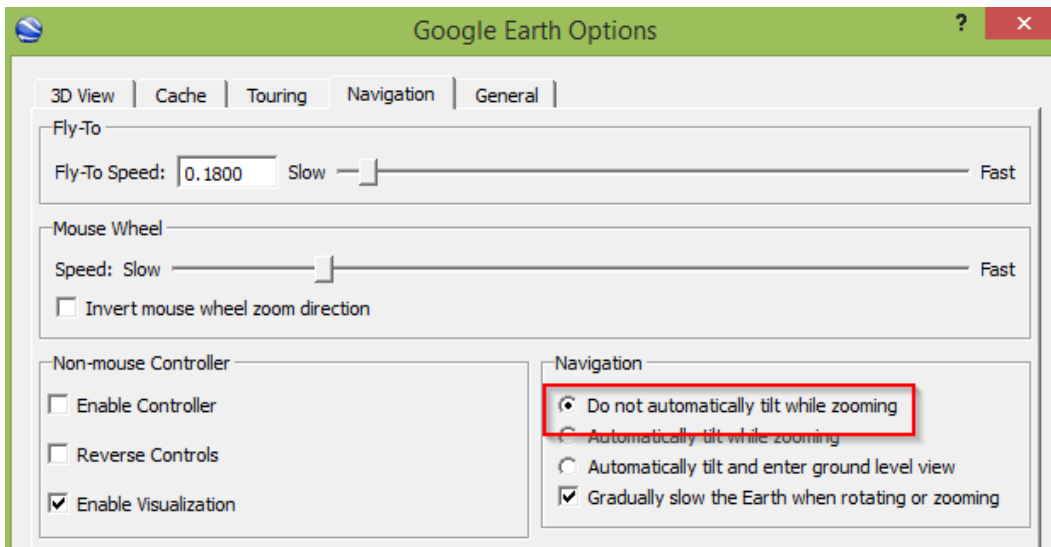 Google Earth Options
?
3D View Cache Touring Navigation General
Fly-To
Fly-To Speed: 0.1800 Slow Fast
Mouse Wheel
Speed: Slow Fast
Invert mouse wheel zoom direction
Non-mouse Controller
Enable Controller
Reverse Controls
Enable Visualization
Navigation
Do not automatically tilt while zooming
Automatically tilt while zooming
Automatically tilt and enter ground level view
Gradually slow the Earth when rotating or zooming